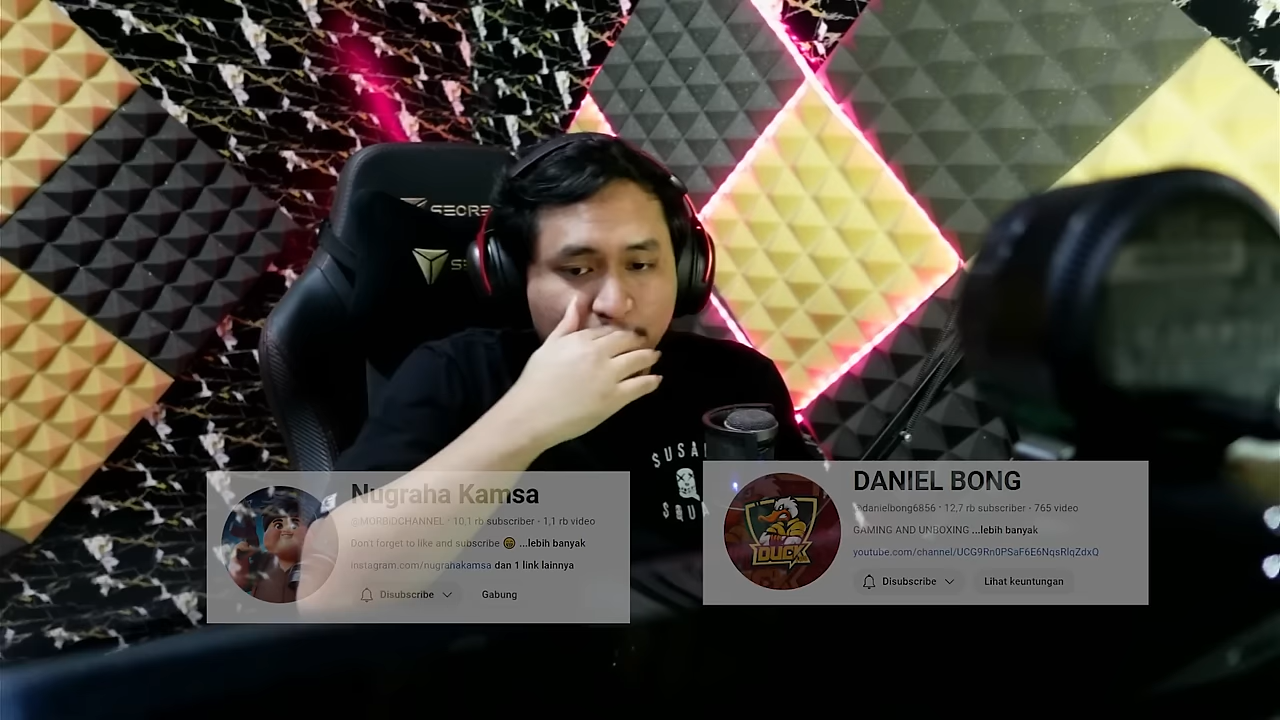 SECRE
SUSA
SQUA
Nugraha Kamsa
@MORBIDCHANNEL · 10,1 rb subscriber · 1,1 rb video
Don't forget to like and subscribe 😁 ...lebih banyak
instagram.com/nugrahakamsa dan 1 link lainnya
Disubscribe
Gabung
DANIEL BONG
@danielbong6856 · 12,7 rb subscriber · 765 video
GAMING AND UNBOXING ...lebih banyak
youtube.com/channel/UCG9Rn0PSaF6E6NqsRlqZdxQ
DUCK
Disubscribe
Lihat keuntungan